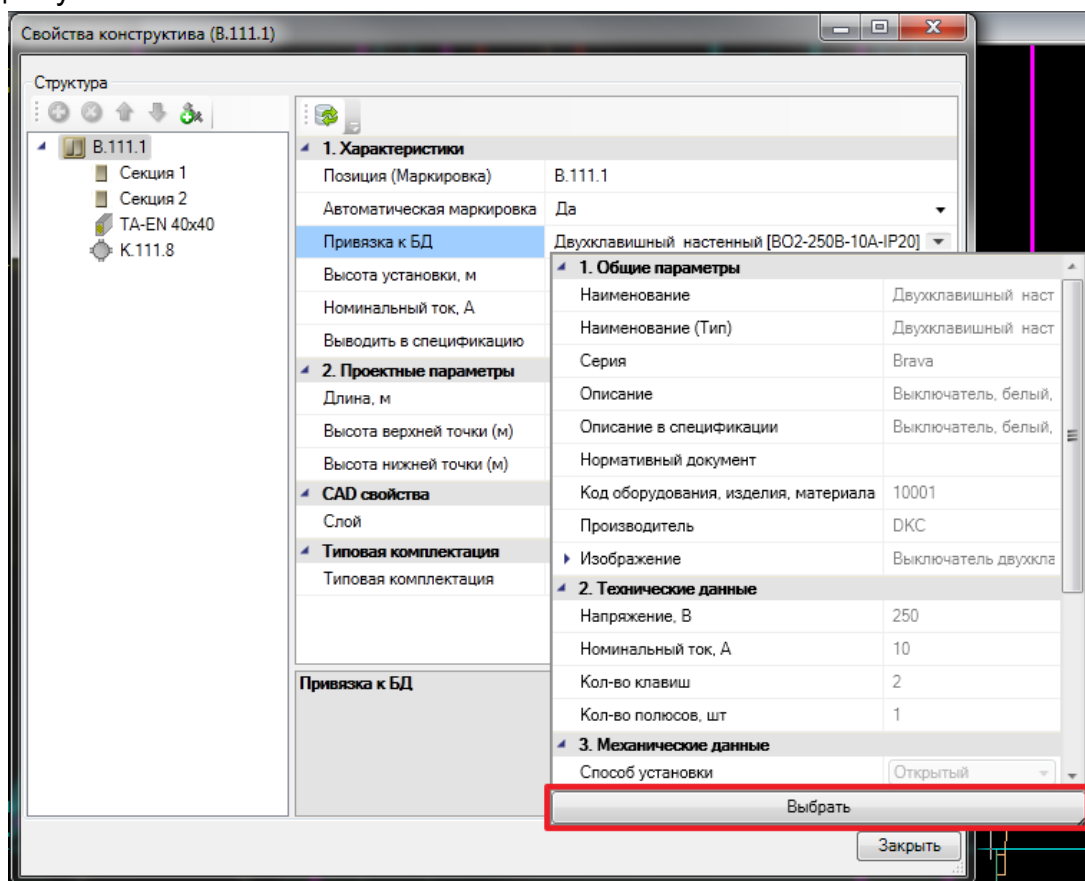 Свойства конструктива (В.111.1)
Структура
В.111.1
Секция 1
Секция 2
TA-EN 40x40
К.111.8
1. Характеристики
Позиция (Маркировка) В.111.1
Автоматическая маркировка Да
Привязка к БД Двухклавишный настенный [ВО2-250В-10А-IP20]
Высота установки, м
Номинальный ток, А
Выводить в спецификацию
2. Проектные параметры
Длина, м
Высота верхней точки (м)
Высота нижней точки (м)
CAD свойства
Слой
Типовая комплектация
Типовая комплектация
Привязка к БД
1. Общие параметры
Наименование Двухклавишный наст
Наименование (Тип) Двухклавишный наст
Серия Brava
Описание Выключатель, белый,
Описание в спецификации Выключатель, белый,
Нормативный документ
Код оборудования, изделия, материала 10001
Производитель DKC
Изображение Выключатель двухкла
2. Технические данные
Напряжение, В 250
Номинальный ток, А 10
Кол-во клавиш 2
Кол-во полюсов, шт 1
3. Механические данные
Способ установки Открытый
Выбрать
Закрыть